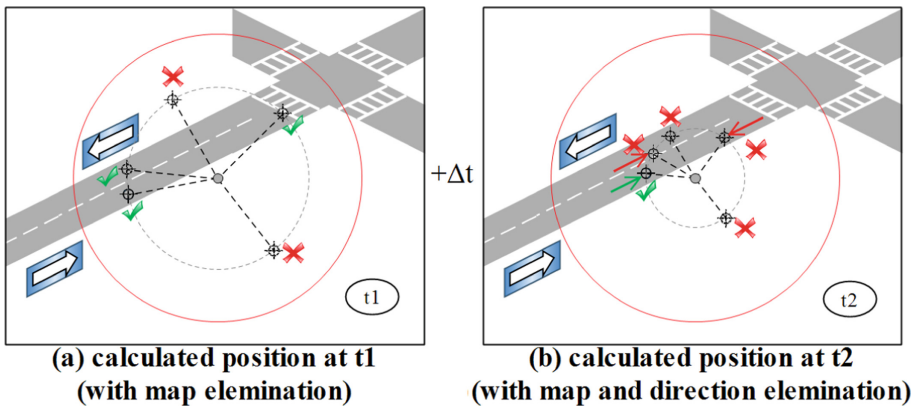 t1
+Δt
t2
(a) calculated position at t1
(with map elemination)
(b) calculated position at t2
(with map and direction elemination)